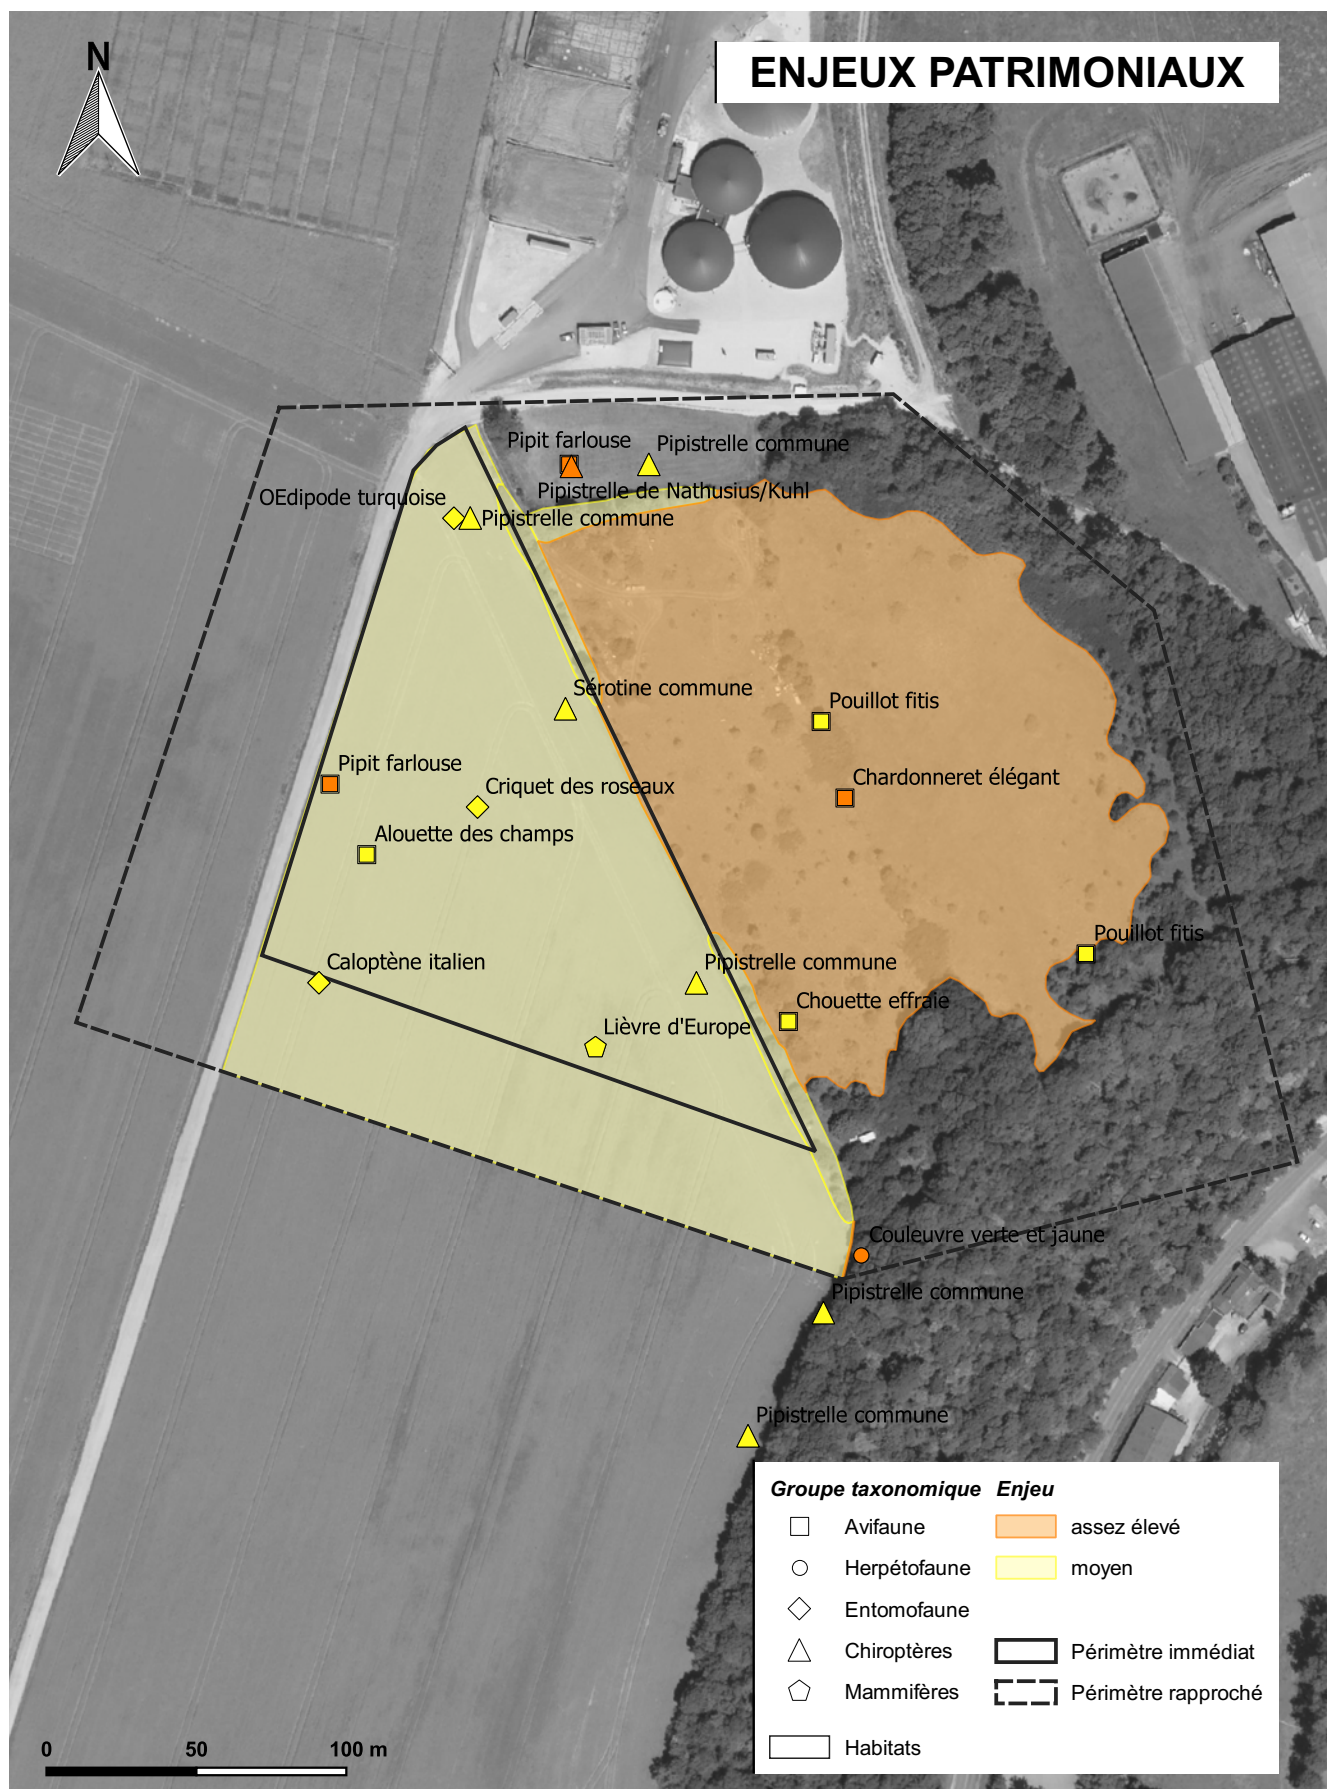 N
ENJEUX PATRIMONIAUX
Pipit farlouse
Pipistrelle commune
Pipistrelle de Nathusius/Kuhl
OEdipode turquoise
Pipistrelle commune
Sérotine commune
Pouillot fitis
Pipit farlouse
Criquet des roseaux
Chardonneret élégant
Alouette des champs
Pouillot fitis
Caloptène italien
Pipistrelle commune
Chouette effraie
Lièvre d'Europe
Couleuvre verte et jaune
Pipistrelle commune
Pipistrelle commune
Groupe taxonomique Enjeu
Avifaune assez élevé
Herpétofaune moyen
Entomofaune
Chiroptères Périmètre immédiat
Mammifères Périmètre rapproché
Habitats
0 50 100 m